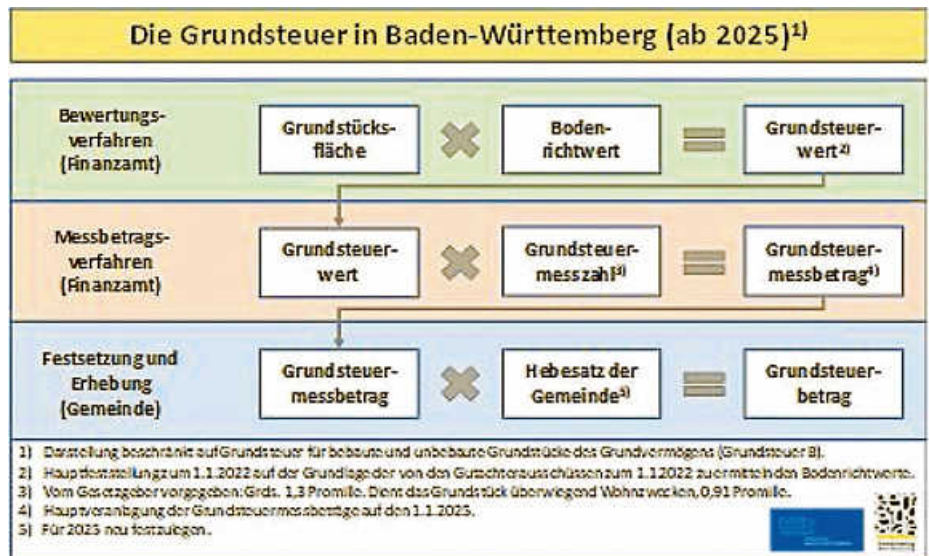 Die Grundsteuer in Baden-Württemberg (ab 2025)1)
Bewertungs-
verfahren
(Finanzamt)
Grundstücks-
fläche
Boden-
richtwert
Grundsteuer-
wert2)
Messbetrags-
verfahren
(Finanzamt)
Grundsteuer-
wert
Grundsteuer-
messzahl3)
Grundsteuer-
messbetrag4)
Festsetzung und
Erhebung
(Gemeinde)
Grundsteuer-
messbetrag
Hebesatz der
Gemeinde5)
Grundsteuer-
betrag
1) Darstellung beschränkt auf Grundsteuer für bebaute und unbebaute Grundstücke des Grundvermögens (Grundsteuer B).
2) Hauptfeststellung zum 1.1.2022 auf der Grundlage der von den Gutachterausschüssen zum 1.1.2022 zu ermittelnden Bodenrichtwerte.
3) Vom Gesetzgeber vorgegeben: Grds. 1,3 Promille. Dient das Grundstück überwiegend Wohnzwecken, 0,91 Promille.
4) Hauptveranlagung der Grundsteuermessbeträge auf den 1.1.2025.
5) Für 2025 neu festzulegen.